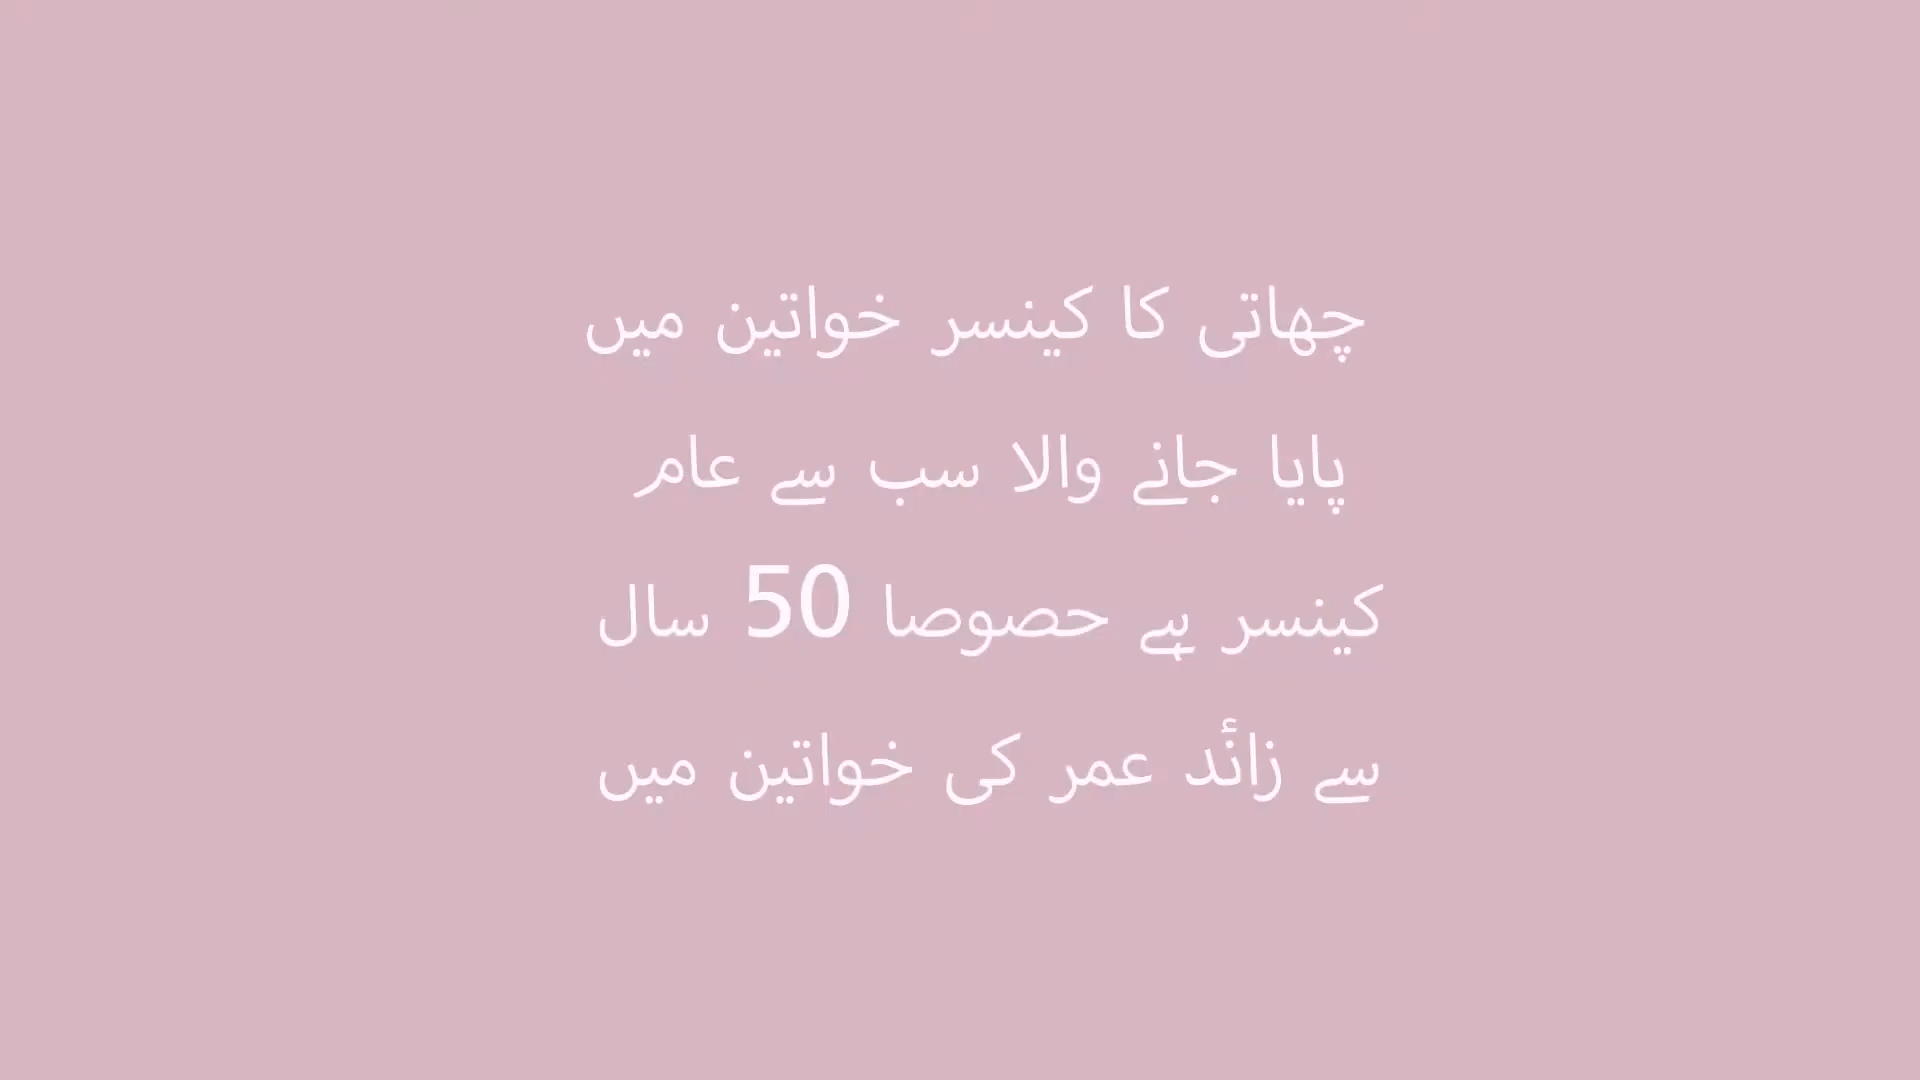 چھاتی کا کینسر خواتین میں
پایا جانے والا سب سے عام
کینسر ہے حصوصا 50 سال
سے زانٔد عمر کی خواتین میں